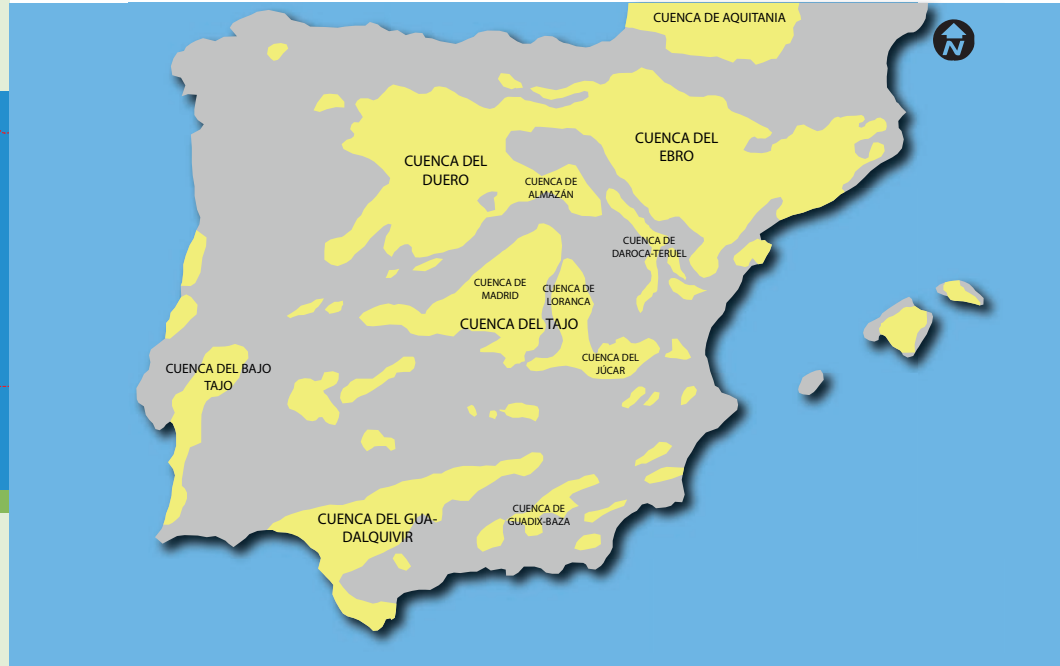 CUENCA DE AQUITANIA
N
CUENCA DEL
EBRO
CUENCA DEL
DUERO
CUENCA DE
ALMAZÁN
CUENCA DE
DAROCA-TERUEL
CUENCA DE
MADRID
CUENCA DE
LORANCA
CUENCA DEL TAJO
CUENCA DEL
JÚCAR
CUENCA DEL BAJO
TAJO
CUENCA DE
GUADIX-BAZA
CUENCA DEL GUA-
DALQUIVIR